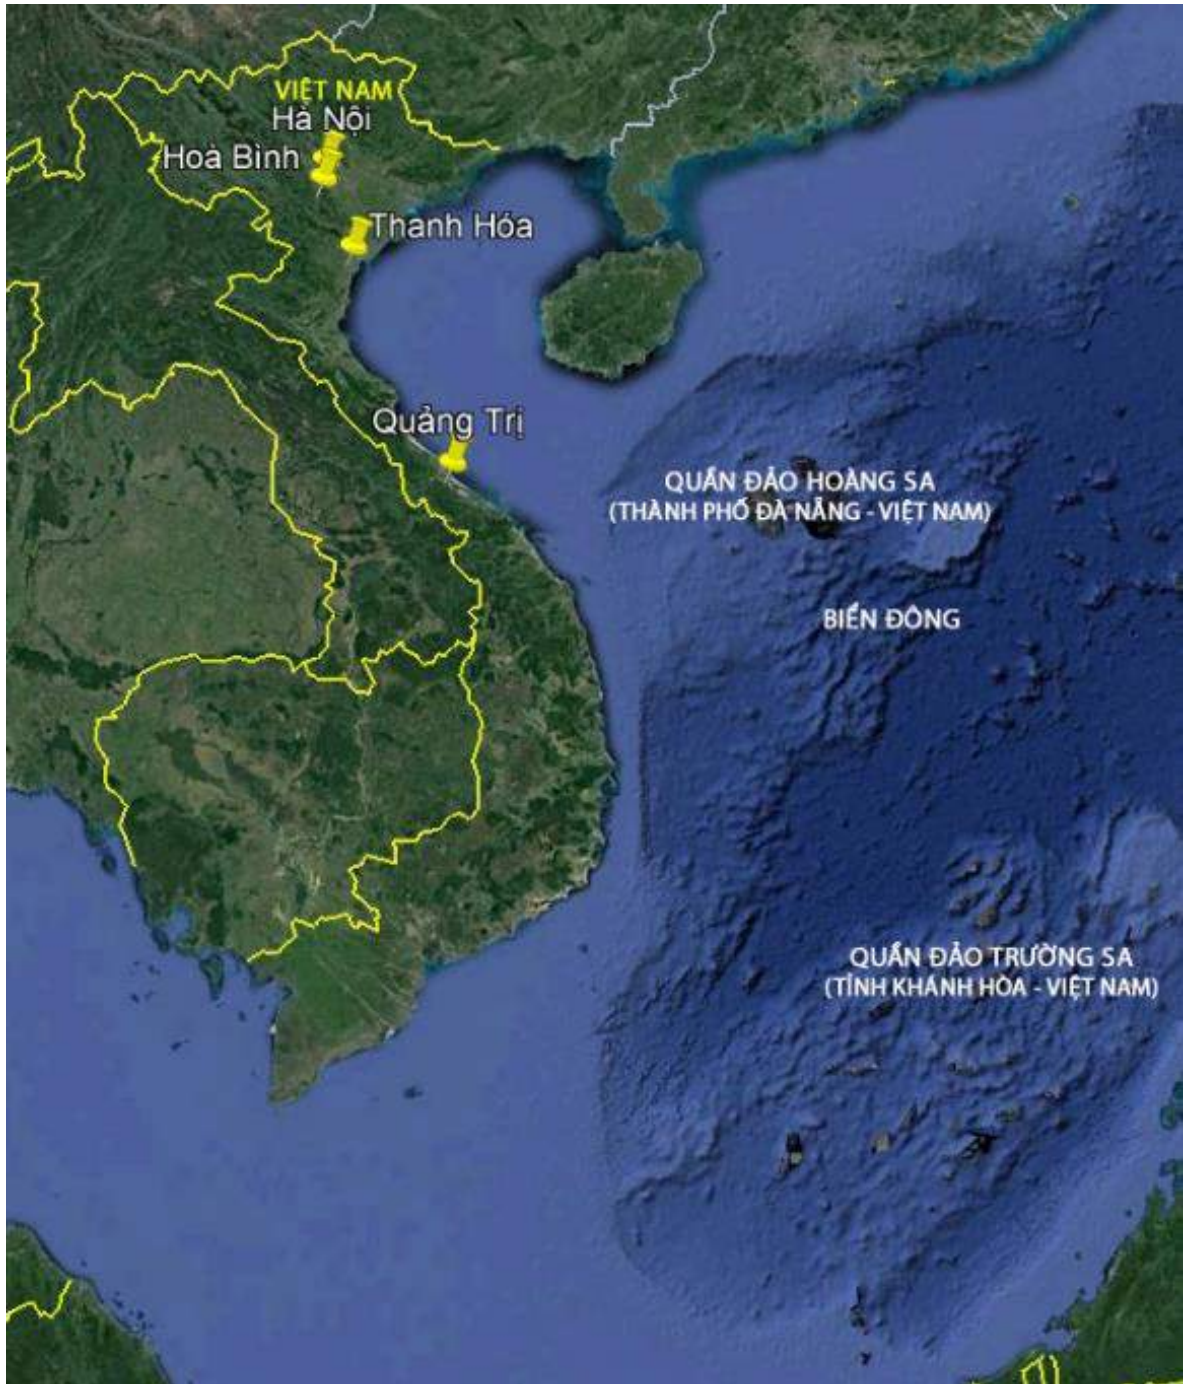 VIỆT NAM
Hà Nội
Hoà Bình
Thanh Hóa
Quảng Trị
QUẦN ĐẢO HOÀNG SA
(THÀNH PHỐ ĐÀ NẴNG - VIỆT NAM)
BIỂN ĐÔNG
QUẦN ĐẢO TRƯỜNG SA
(TỈNH KHÁNH HÒA - VIỆT NAM)